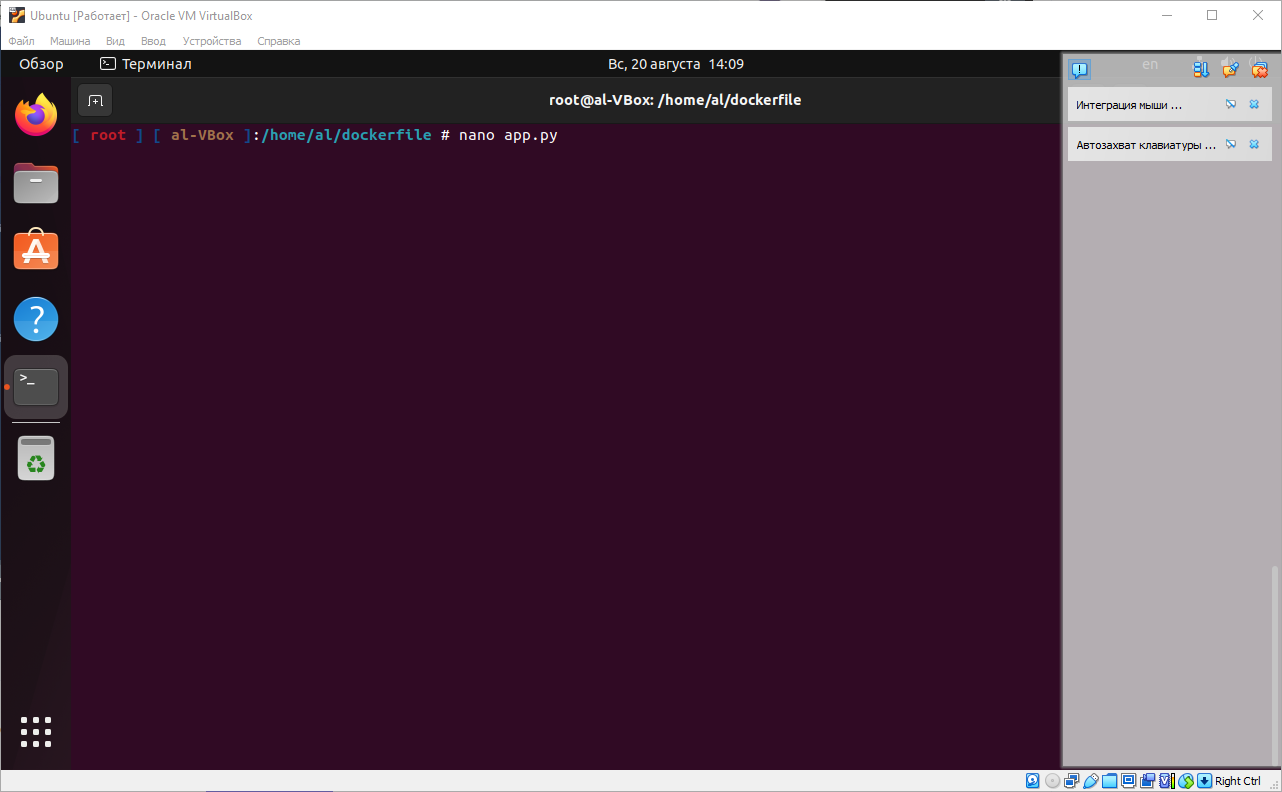 Ubuntu [Работает] - Oracle VM VirtualBox
Файл Машина Вид Ввод Устройства Справка
Обзор Терминал Вс, 20 августа 14:09 en
root@al-VBox: /home/al/dockerfile
[ root ] [ al-VBox ]:/home/al/dockerfile # nano app.py
Интеграция мыши ...
Автозахват клавиатуры ...
Right Ctrl